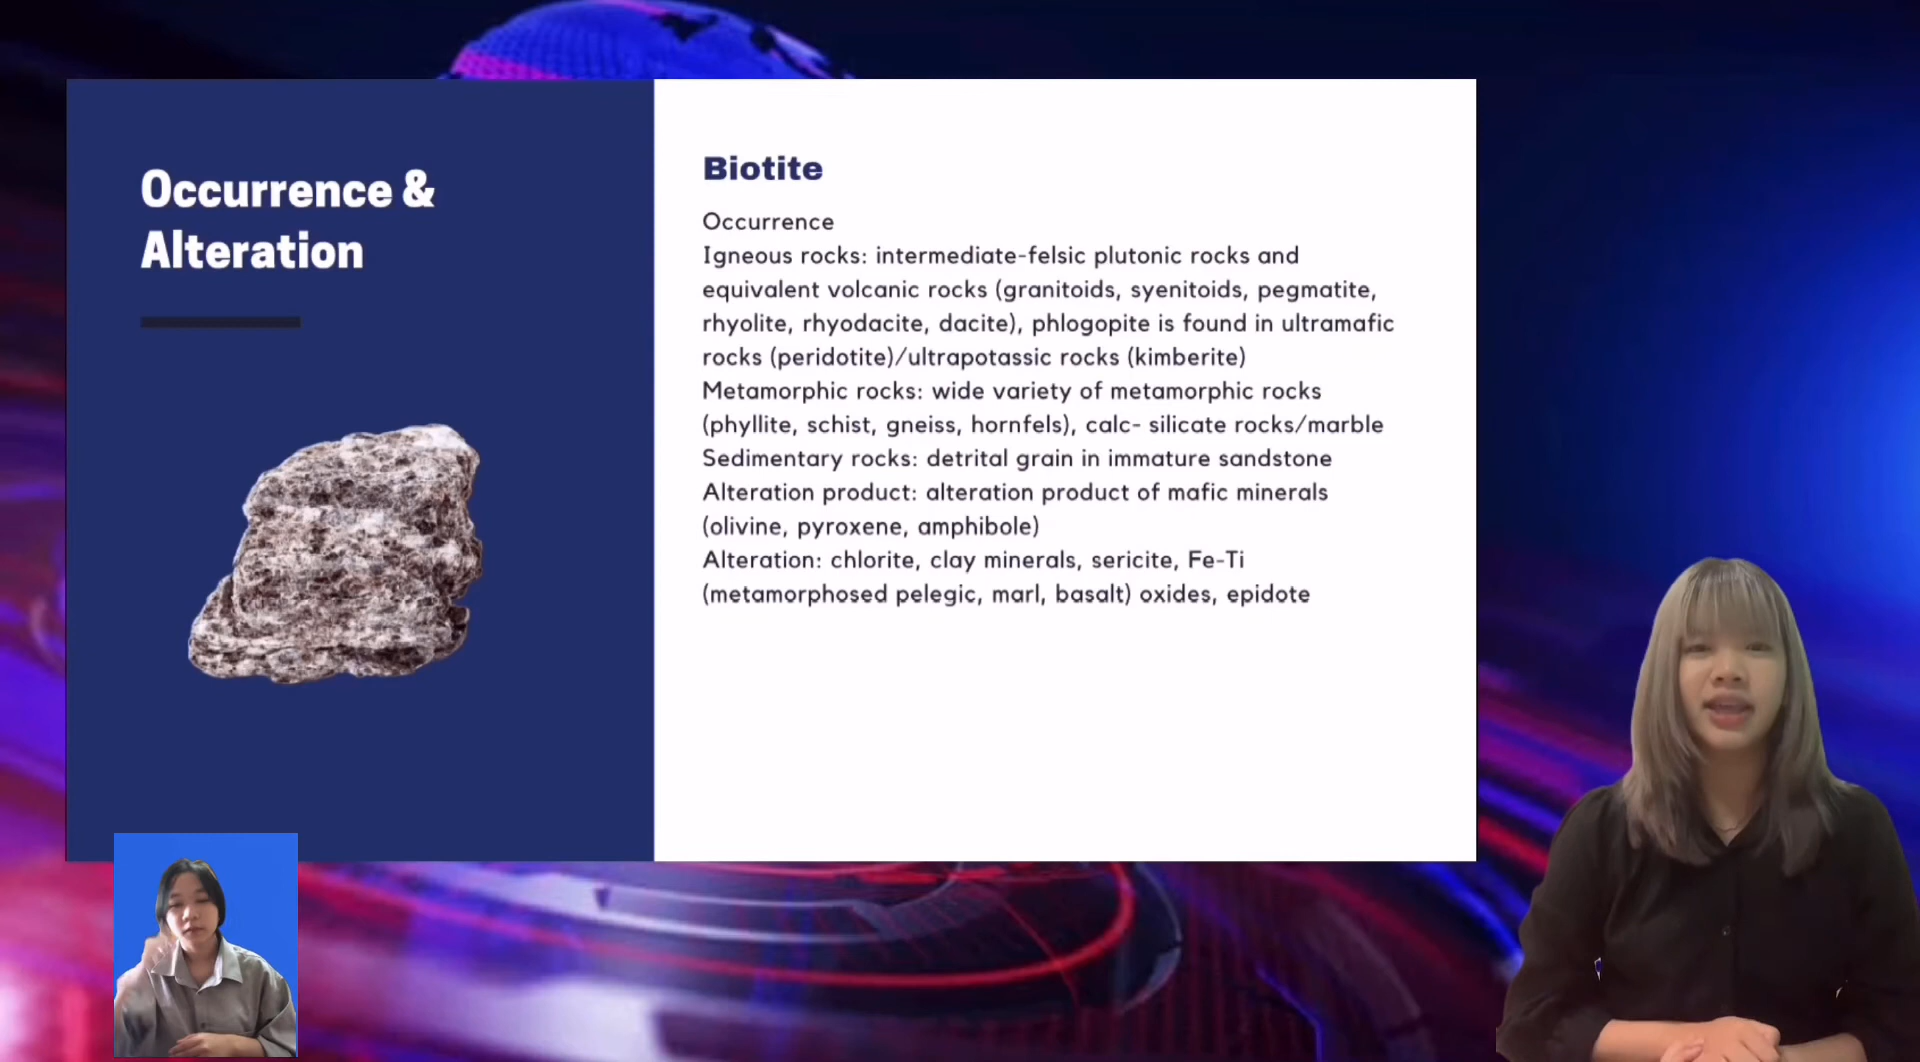 Occurrence &
Alteration
Biotite
Occurrence
Igneous rocks: intermediate-felsic plutonic rocks and
equivalent volcanic rocks (granitoids, syenitoids, pegmatite,
rhyolite, rhyodacite, dacite), phlogopite is found in ultramafic
rocks (peridotite)/ultrapotassic rocks (kimberite)
Metamorphic rocks: wide variety of metamorphic rocks
(phyllite, schist, gneiss, hornfels), calc- silicate rocks/marble
Sedimentary rocks: detrital grain in immature sandstone
Alteration product: alteration product of mafic minerals
(olivine, pyroxene, amphibole)
Alteration: chlorite, clay minerals, sericite, Fe-Ti
(metamorphosed pelegic, marl, basalt) oxides, epidote